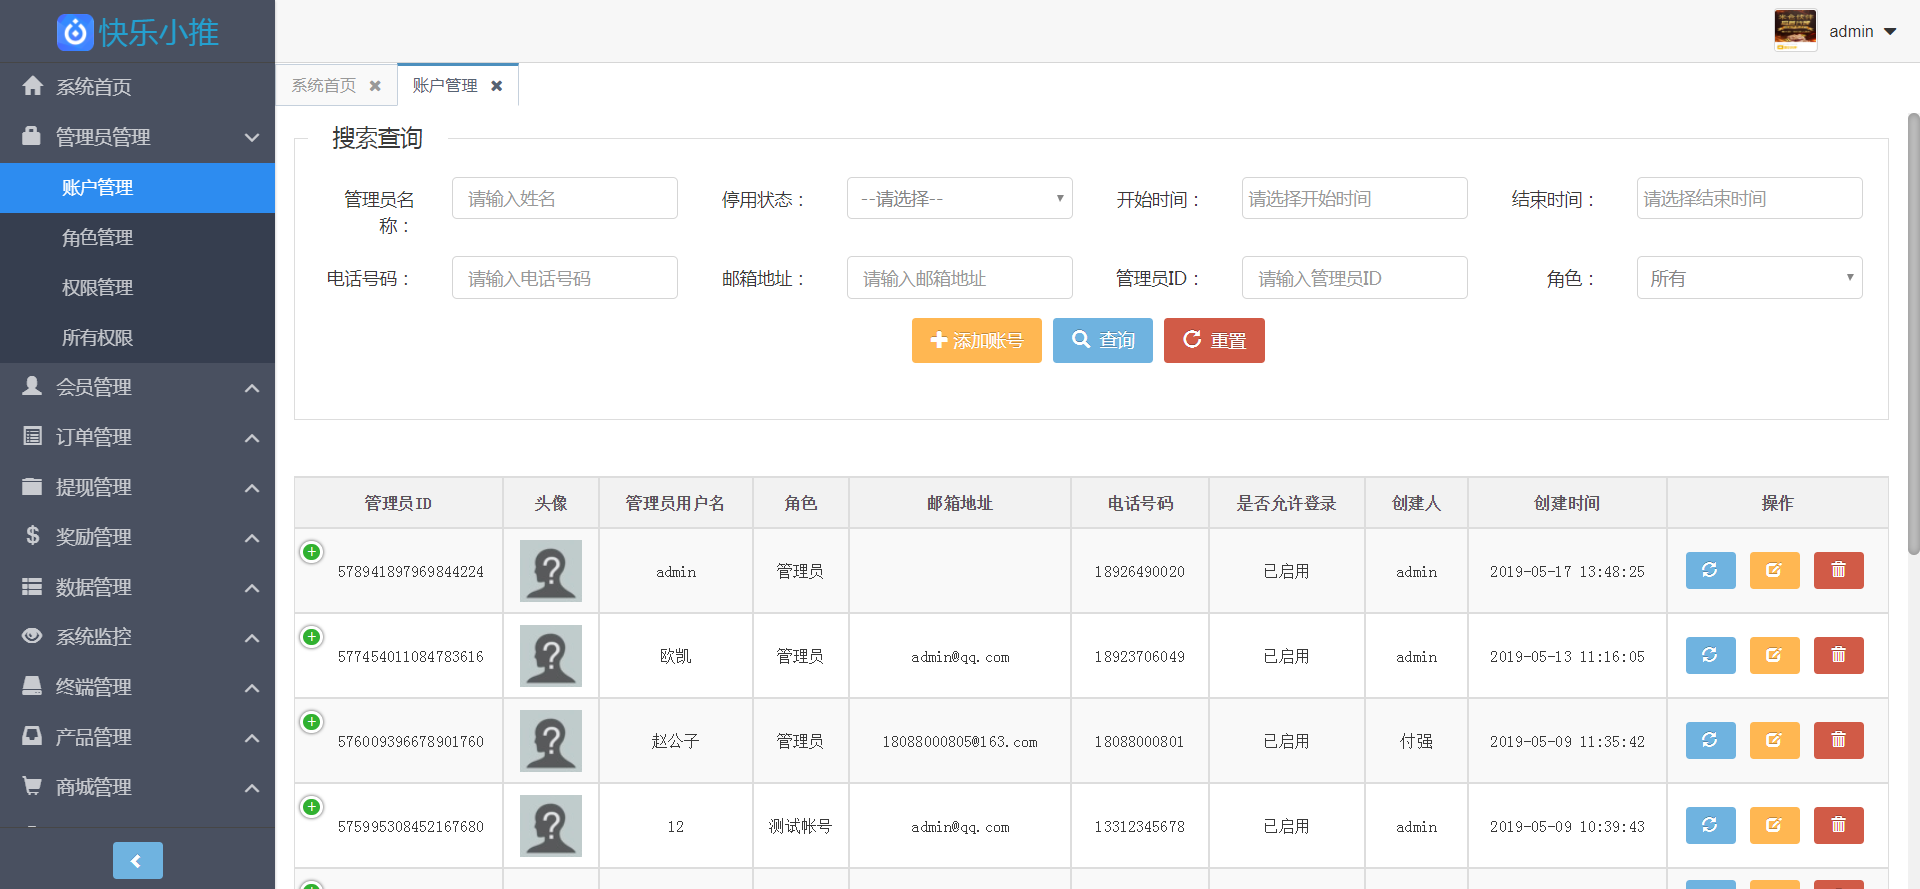 快乐小推
admin
系统首页
管理员管理
账户管理
角色管理
权限管理
所有权限
会员管理
订单管理
提现管理
奖励管理
数据管理
系统监控
终端管理
产品管理
商城管理
系统首页 账户管理
搜索查询
管理员名称： 请输入姓名 停用状态： --请选择-- 开始时间： 请选择开始时间 结束时间： 请选择结束时间
电话号码： 请输入电话号码 邮箱地址： 请输入邮箱地址 管理员ID： 请输入管理员ID 角色： 所有
添加账号 查询 重置
管理员ID 头像 管理员用户名 角色 邮箱地址 电话号码 是否允许登录 创建人 创建时间 操作
578941897969844224 admin 管理员 18926490020 已启用 admin 2019-05-17 13:48:25
577454011084783616 欧凯 管理员 admin@qq.com 18923706049 已启用 admin 2019-05-13 11:16:05
576009396678901760 赵公子 管理员 18088000805@163.com 18088000801 已启用 付强 2019-05-09 11:35:42
575995308452167680 12 测试帐号 admin@qq.com 13312345678 已启用 admin 2019-05-09 10:39:43